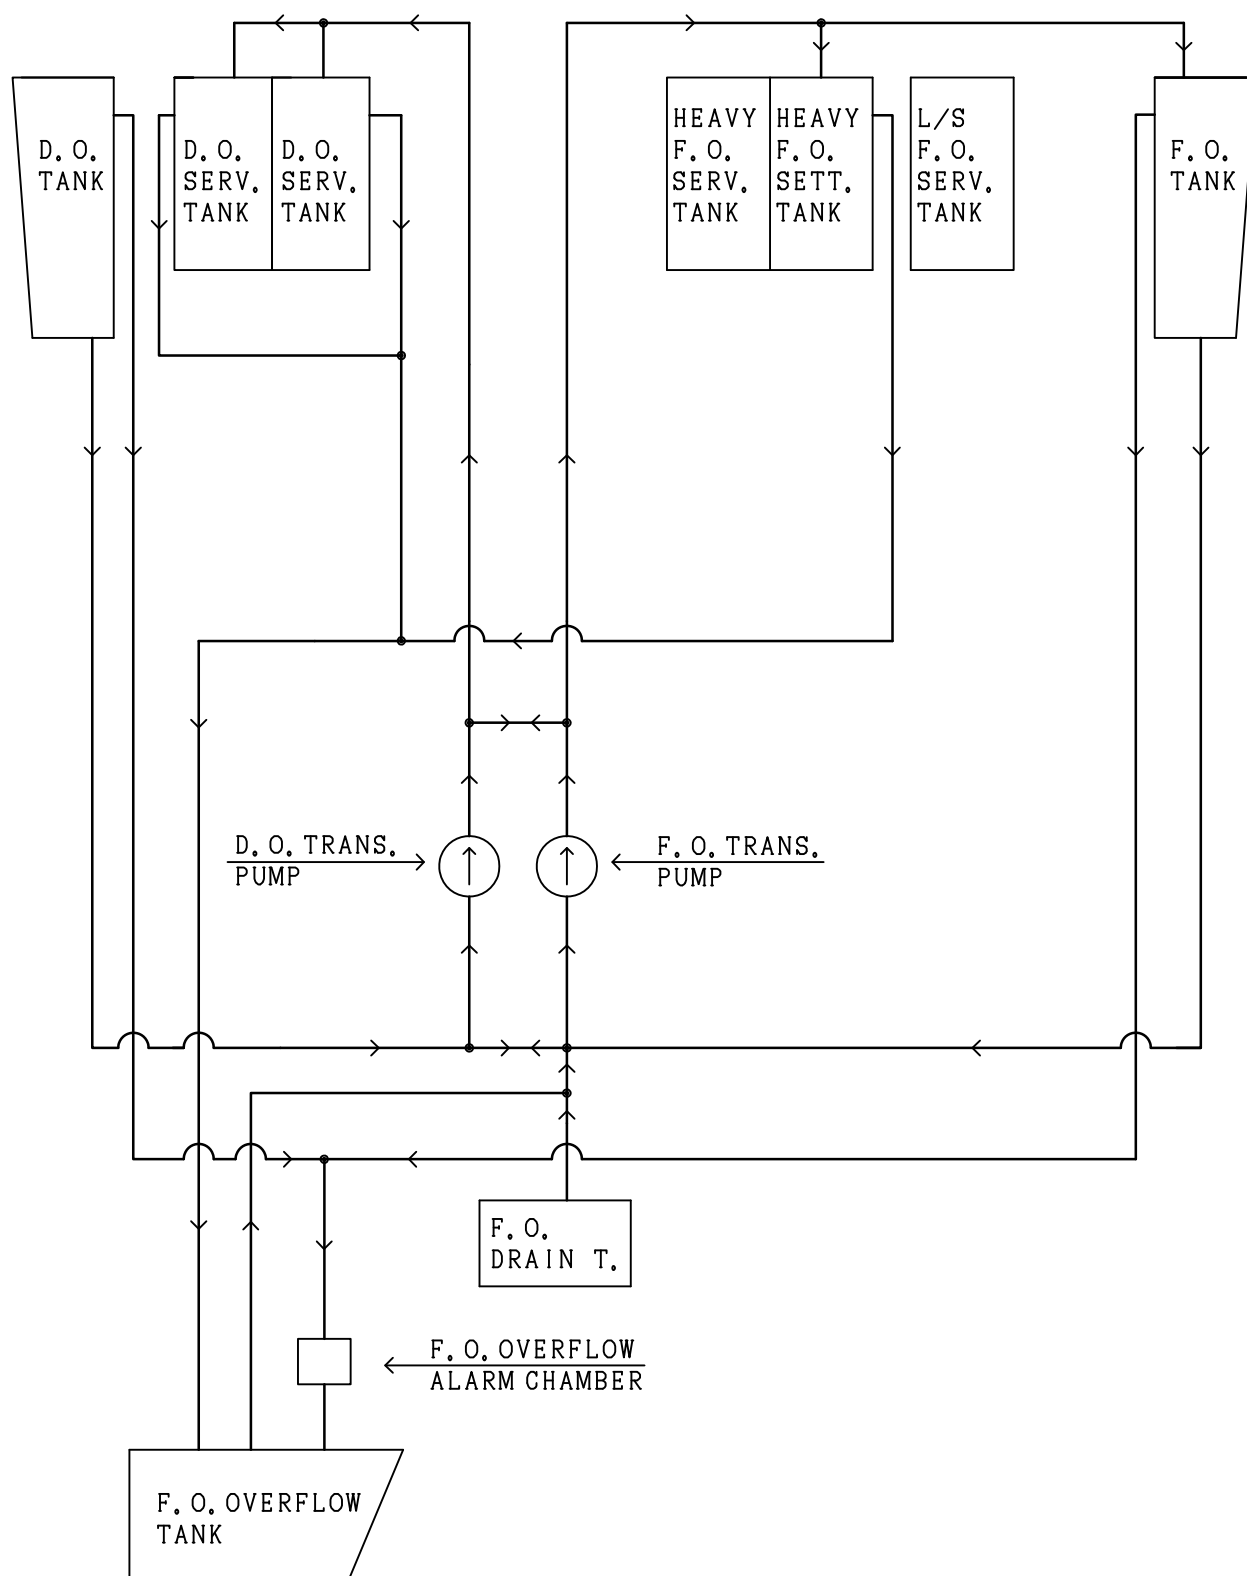 D.O.
TANK
D.O.
SERV.
TANK
D.O.
SERV.
TANK
HEAVY
F.O.
SERV.
TANK
HEAVY
F.O.
SETT.
TANK
L/S
F.O.
SERV.
TANK
F.O.
TANK
D.O.TRANS.
PUMP
F.O.TRANS.
PUMP
F.O.
DRAIN T.
F.O.OVERFLOW
ALARM CHAMBER
F.O.OVERFLOW
TANK